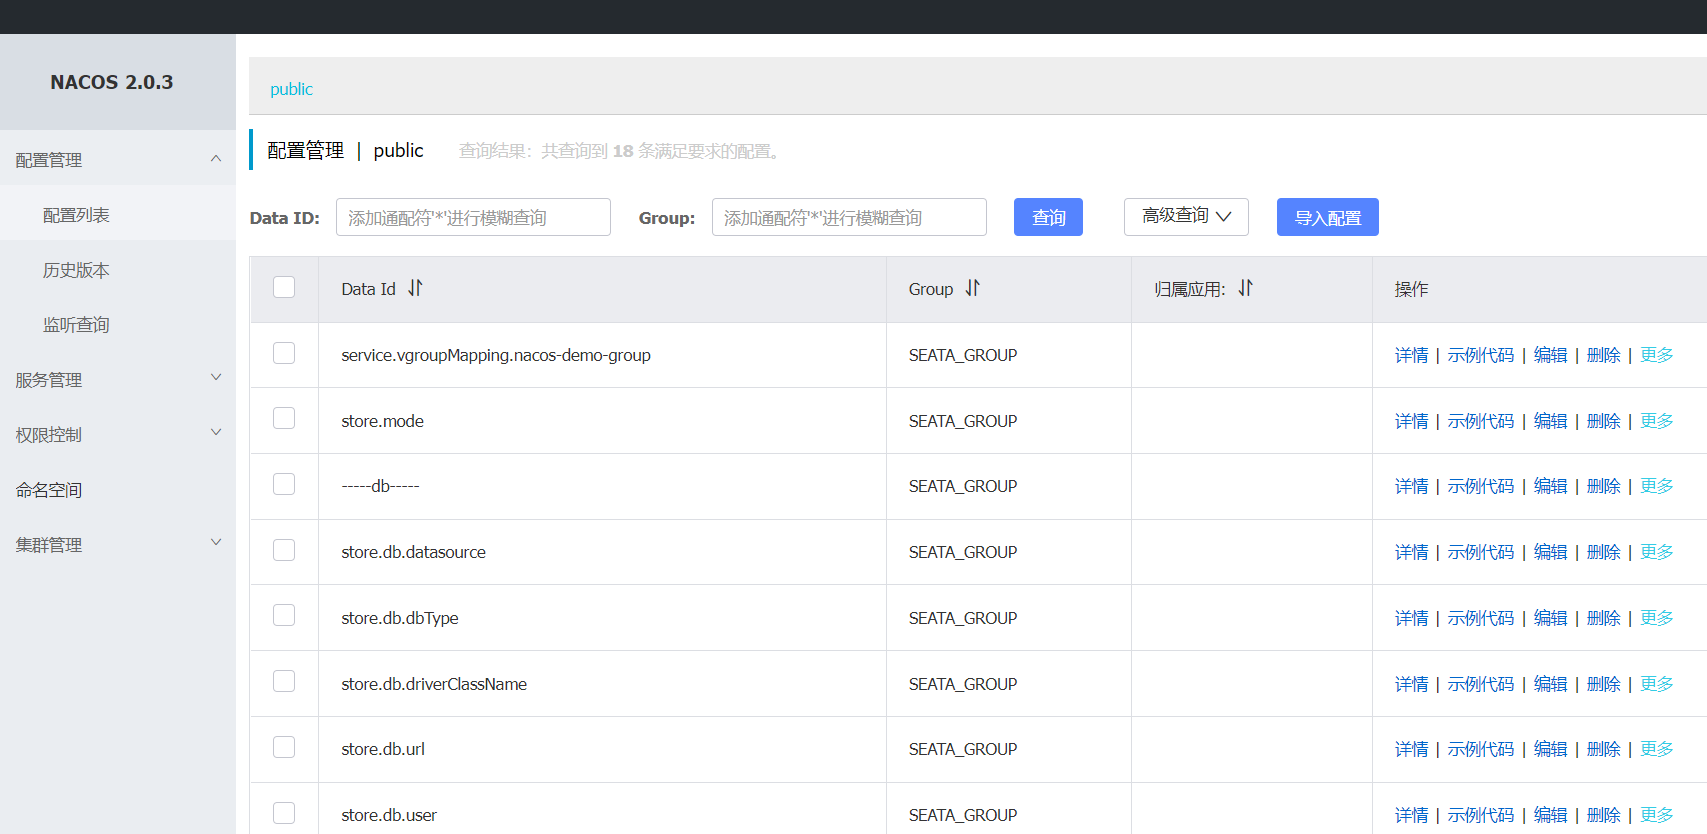 NACOS 2.0.3
配置管理
配置列表
历史版本
监听查询
服务管理
权限控制
命名空间
集群管理
public
配置管理 | public 查询结果：共查询到 18 条满足要求的配置。
Data ID: 添加通配符'*'进行模糊查询 Group: 添加通配符'*'进行模糊查询 查询 高级查询 导入配置
Data Id Group 归属应用: 操作
service.vgroupMapping.nacos-demo-group SEATA_GROUP 详情 | 示例代码 | 编辑 | 删除 | 更多
store.mode SEATA_GROUP 详情 | 示例代码 | 编辑 | 删除 | 更多
-----db----- SEATA_GROUP 详情 | 示例代码 | 编辑 | 删除 | 更多
store.db.datasource SEATA_GROUP 详情 | 示例代码 | 编辑 | 删除 | 更多
store.db.dbType SEATA_GROUP 详情 | 示例代码 | 编辑 | 删除 | 更多
store.db.driverClassName SEATA_GROUP 详情 | 示例代码 | 编辑 | 删除 | 更多
store.db.url SEATA_GROUP 详情 | 示例代码 | 编辑 | 删除 | 更多
store.db.user SEATA_GROUP 详情 | 示例代码 | 编辑 | 删除 | 更多